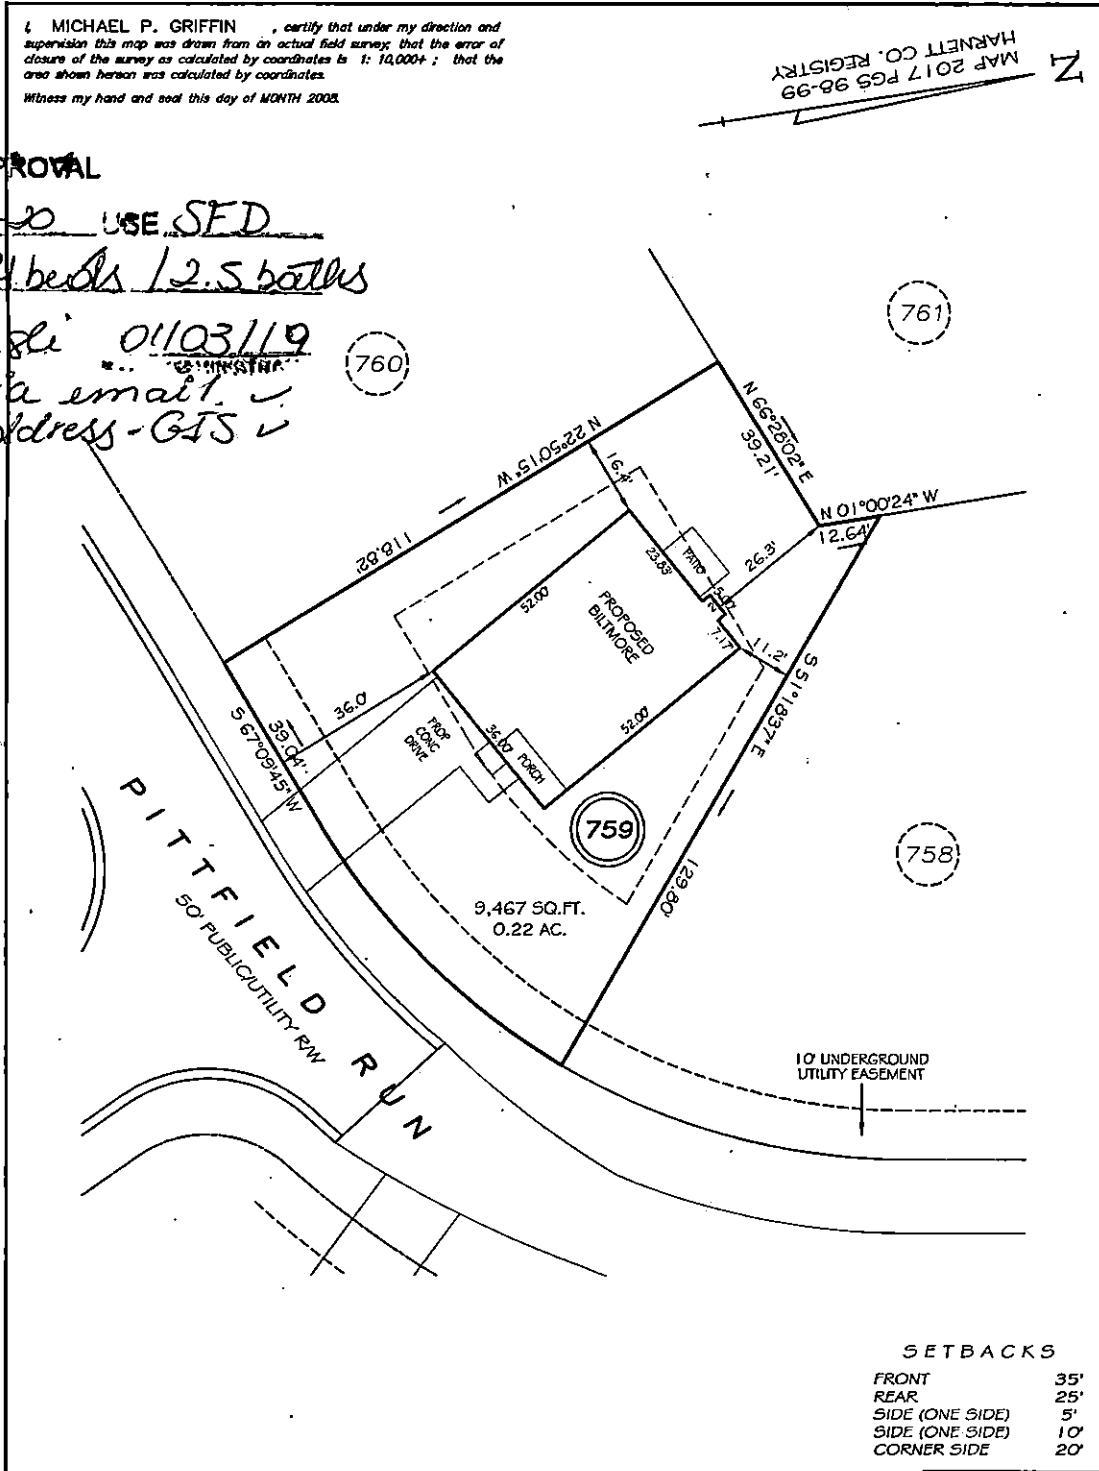 I, MICHAEL P. GRIFFIN , certify that under my direction and
supervision this map was drawn from an actual field survey; that the error of
closure of the survey as calculated by coordinates is 1: 10,000+ ; that the
area shown hereon was calculated by coordinates.
Witness my hand and seal this day of MONTH 2008.
MAP 2017 PGS 98-99
HARNETT CO. REGISTRY
N
ROVAL
20 USE SFD
beds / 2.5 baths
01/03/19
a email. ✓
ddress - GIS ✓
760
761
N 66°28'02" E
39.21'
N 22°50'15" W
118.82'
16.4'
N 01°00'24" W
12.64'
23.83'
PATIO
26.3'
5.00'
2'
7.17'
11.2'
52.00'
PROPOSED
BILTMORE
S 51°18'37" E
129.80'
36.0'
S 67°09'45" W
39.04'
PROP
CONC
DRIVE
36.00'
PORCH
52.00'
759
758
9,467 SQ.FT.
0.22 AC.
PITTFIELD RUN
50' PUBLIC/UTILITY R/W
10' UNDERGROUND
UTILITY EASEMENT
SETBACKS
FRONT 35'
REAR 25'
SIDE (ONE SIDE) 5'
SIDE (ONE SIDE) 10'
CORNER SIDE 20'